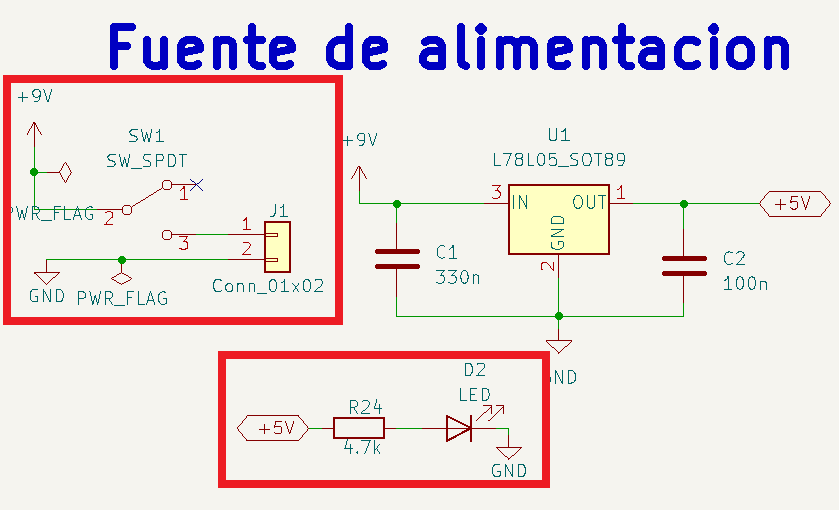 Fuente de alimentacion
+9V
SW1
SW_SPDT
1
PWR_FLAG
2
3
J1
1
2
Conn_01x02
GND
PWR_FLAG
+9V
U1
L78L05_SOT89
3
IN
OUT
1
GND
2
+5V
C1
330n
C2
100n
GND
D2
LED
R24
+5V
4.7k
GND